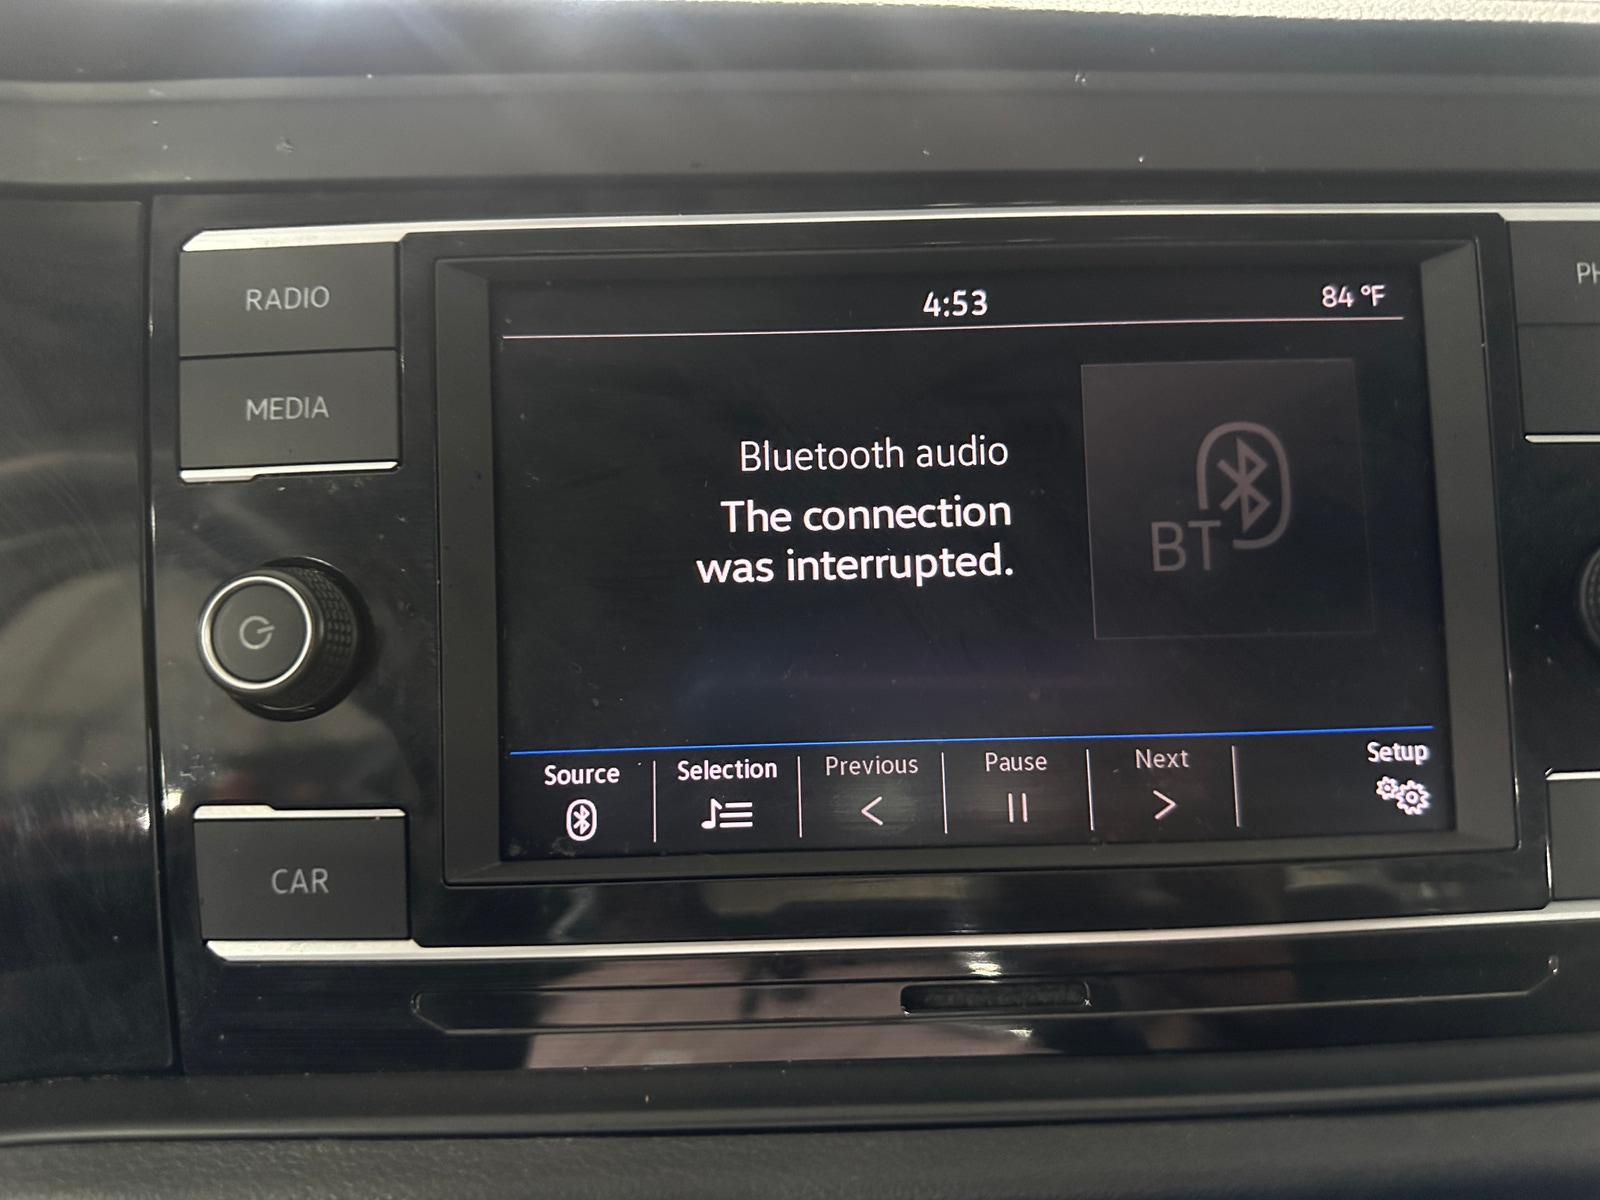 RADIO
MEDIA
CAR
4:53
84 °F
Bluetooth audio
The connection
was interrupted.
BT
Source
Selection
Previous
Pause
Next
Setup